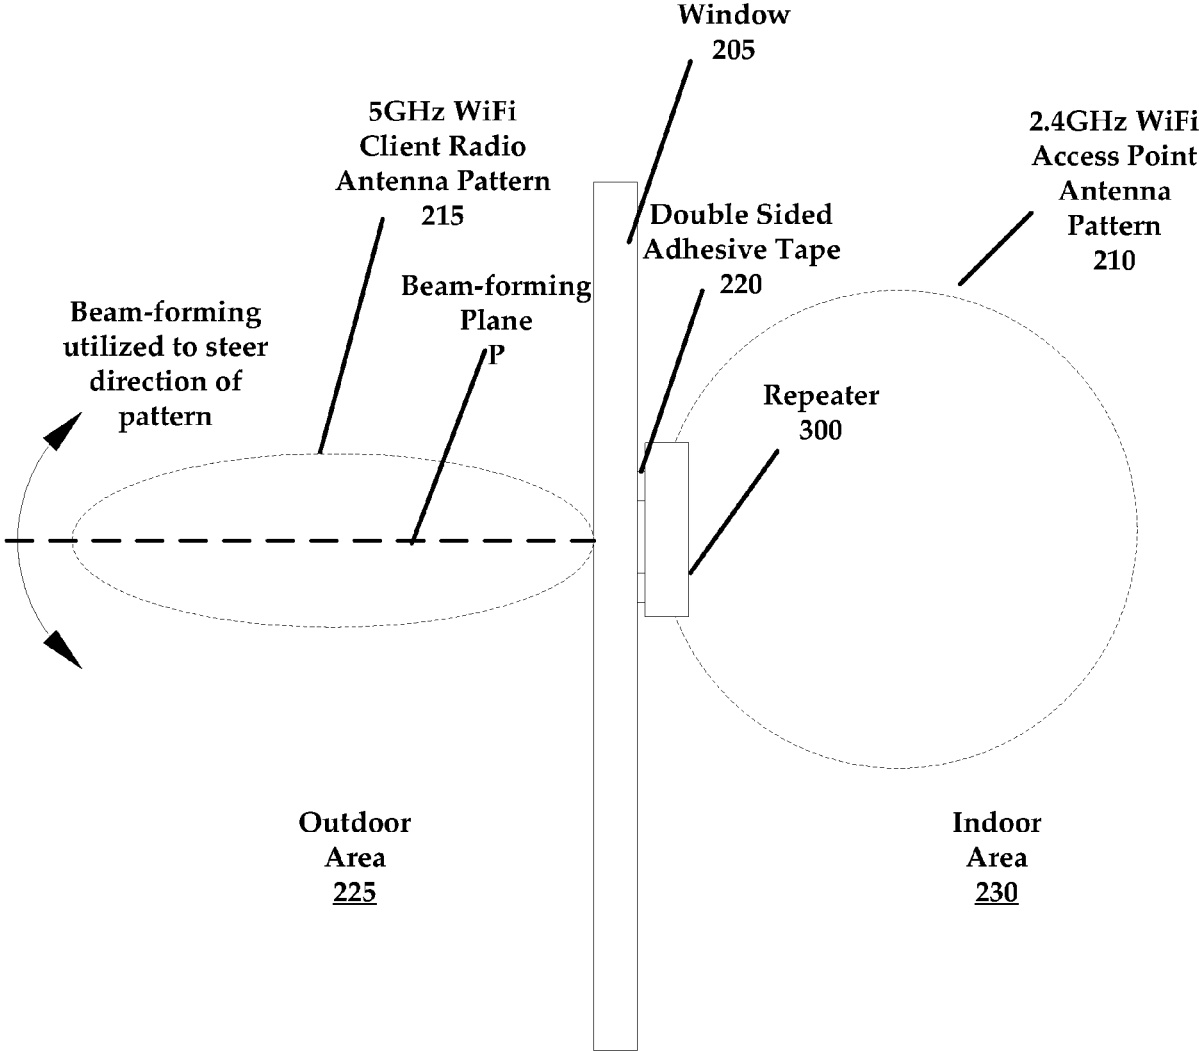 Window
205
5GHz WiFi
Client Radio
Antenna Pattern
215
2.4GHz WiFi
Access Point
Antenna
Pattern
210
Double Sided
Adhesive Tape
220
Beam-forming
Plane
P
Beam-forming
utilized to steer
direction of
pattern
Repeater
300
Outdoor
Area
225
Indoor
Area
230